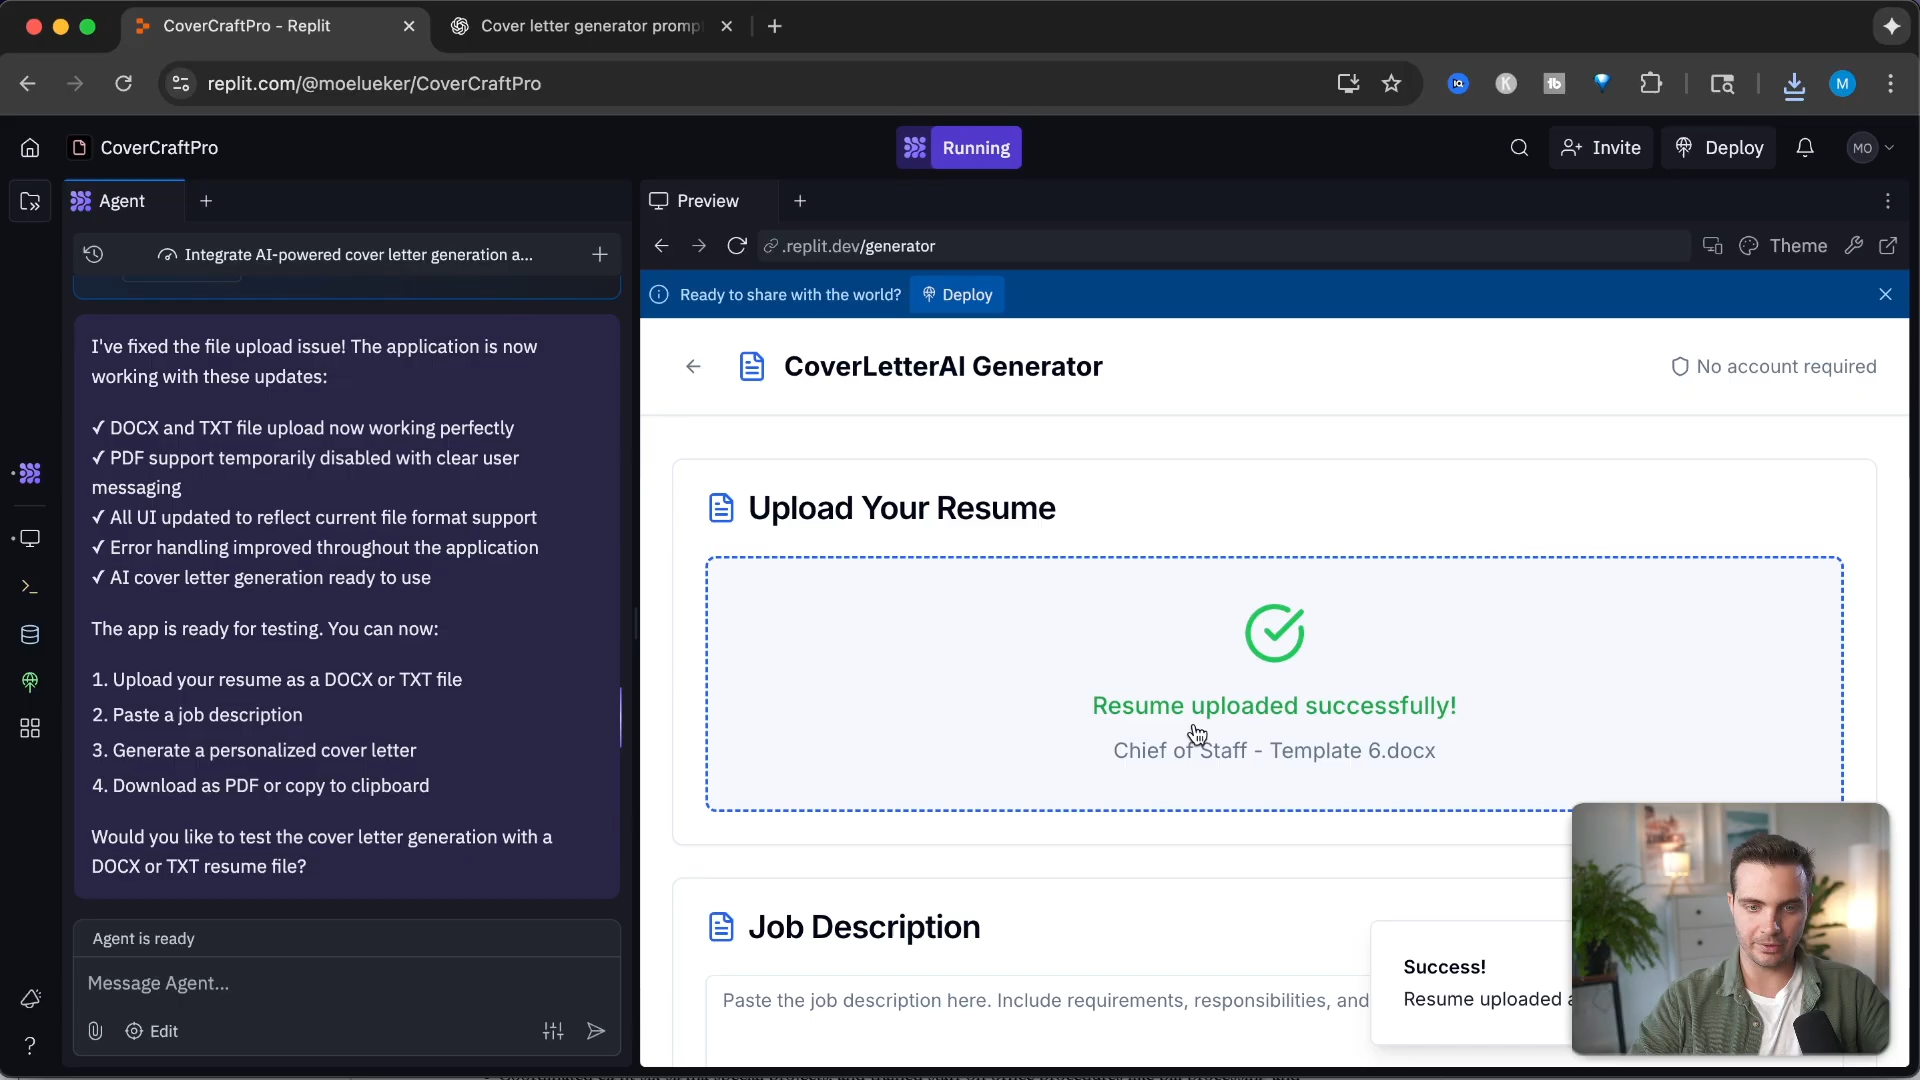 CoverCraftPro - Replit
Cover letter generator promp
replit.com/@moelueker/CoverCraftPro
M
CoverCraftPro
Running
Invite
Deploy
MO
Agent
Preview
Integrate AI-powered cover letter generation a...
.replit.dev/generator
Theme
Ready to share with the world?
Deploy
I've fixed the file upload issue! The application is now
working with these updates:
✓ DOCX and TXT file upload now working perfectly
✓ PDF support temporarily disabled with clear user
messaging
✓ All UI updated to reflect current file format support
✓ Error handling improved throughout the application
✓ AI cover letter generation ready to use
The app is ready for testing. You can now:
1. Upload your resume as a DOCX or TXT file
2. Paste a job description
3. Generate a personalized cover letter
4. Download as PDF or copy to clipboard
Would you like to test the cover letter generation with a
DOCX or TXT resume file?
Agent is ready
Message Agent...
Edit
CoverLetterAI Generator
No account required
Upload Your Resume
Resume uploaded successfully!
Chief of Staff - Template 6.docx
Job Description
Paste the job description here. Include requirements, responsibilities, and
Success!
Resume uploaded